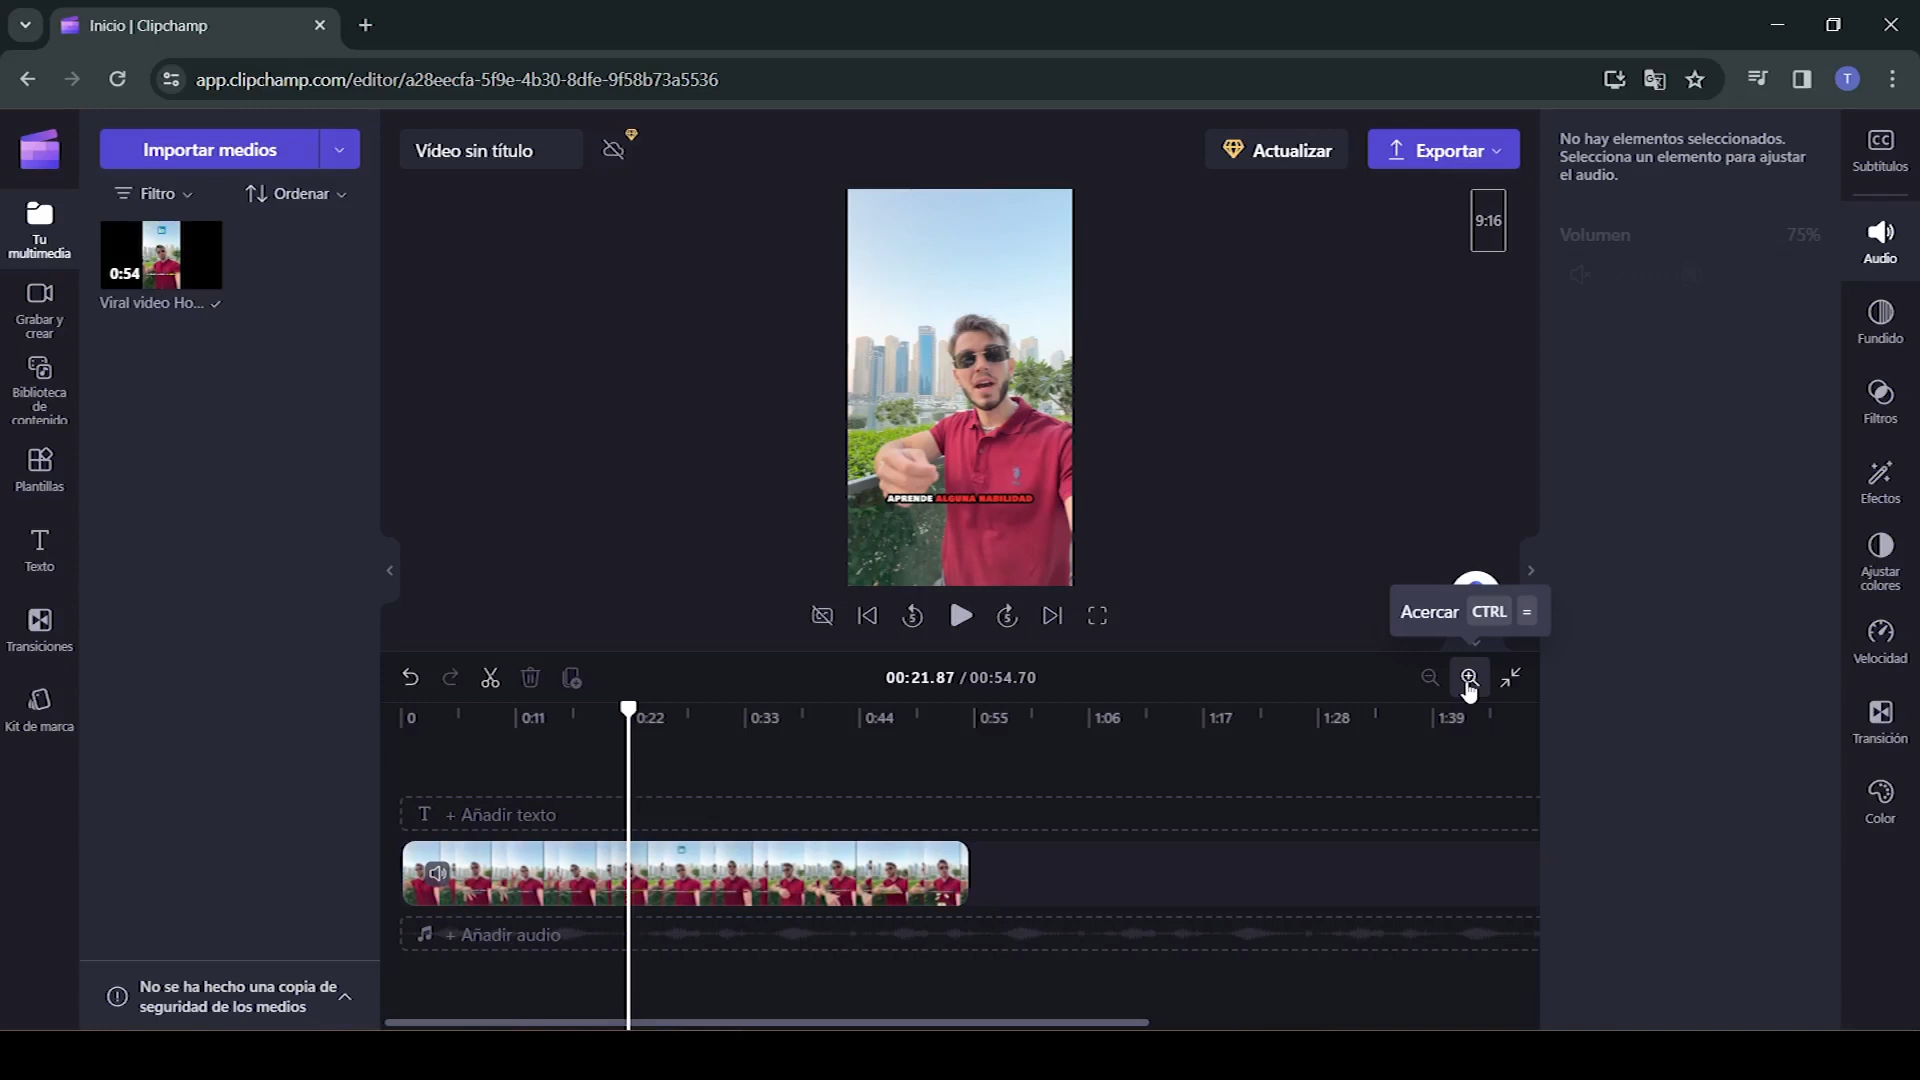 Inicio | Clipchamp
app.clipchamp.com/editor/a28eecfa-5f9e-4b30-8dfe-9f58b73a5536
T
Importar medios
Filtro
Ordenar
0:54
Viral video Ho...
Tu
multimedia
Grabar y
crear
Biblioteca
de
contenido
Plantillas
Texto
Transiciones
Kit de marca
No se ha hecho una copia de
seguridad de los medios
Vídeo sin título
Actualizar
Exportar
9:16
APRENDE ALGUNA HABILIDAD
5
5
Acercar CTRL =
00:21.87 / 00:54.70
0 0:11 0:22 0:33 0:44 0:55 1:06 1:17 1:28 1:39
T + Añadir texto
+ Añadir audio
No hay elementos seleccionados.
Selecciona un elemento para ajustar
el audio.
Volumen 75%
CC
Subtítulos
Audio
Fundido
Filtros
Efectos
Ajustar
colores
Velocidad
Transición
Color